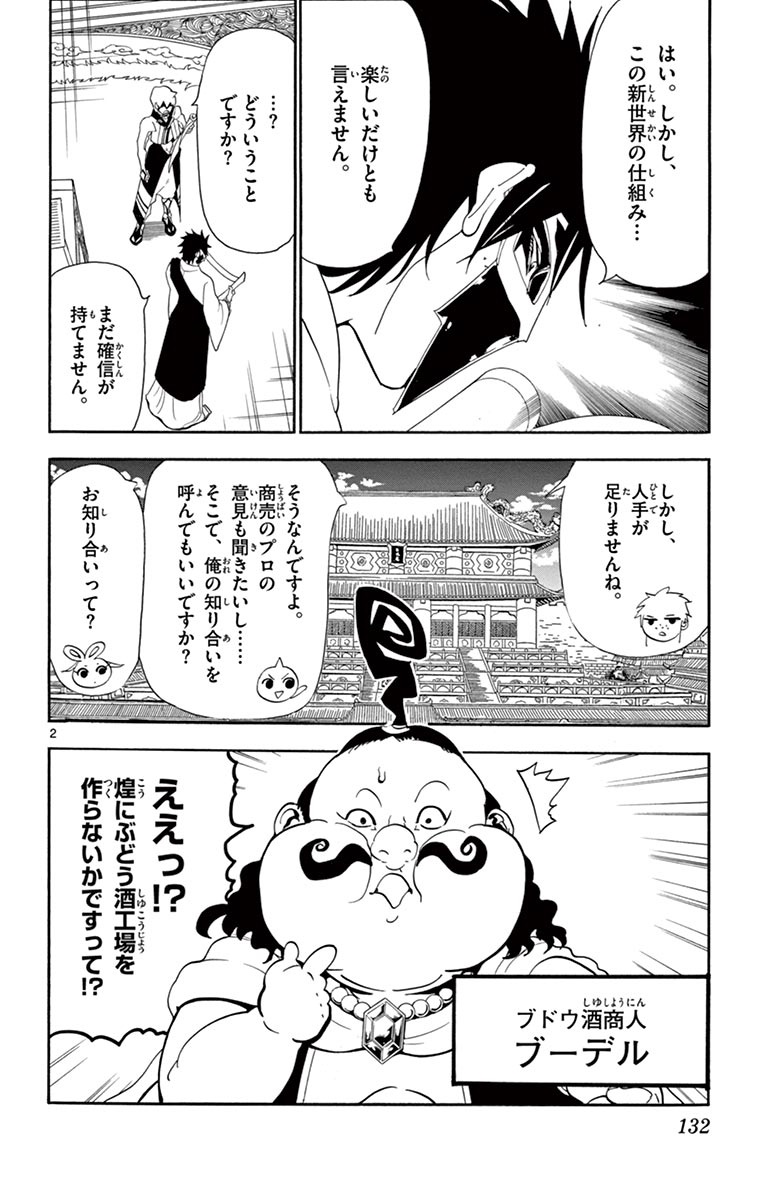 はい。しかし、
この新世界の仕組み…
楽しいだけとも
言えません。
…？
どういうこと
ですか？
まだ確信が
持てません。
しかし、
人手が
足りませんね。
そうなんですよ。
商売のプロの
意見も聞きたいし……
そこで、俺の知り合いを
呼んでもいいですか？
お知り合いって？
2
ええっ!?
煌にぶどう酒工場を
作らないかですって!?
ブドウ酒商人
ブーデル
132